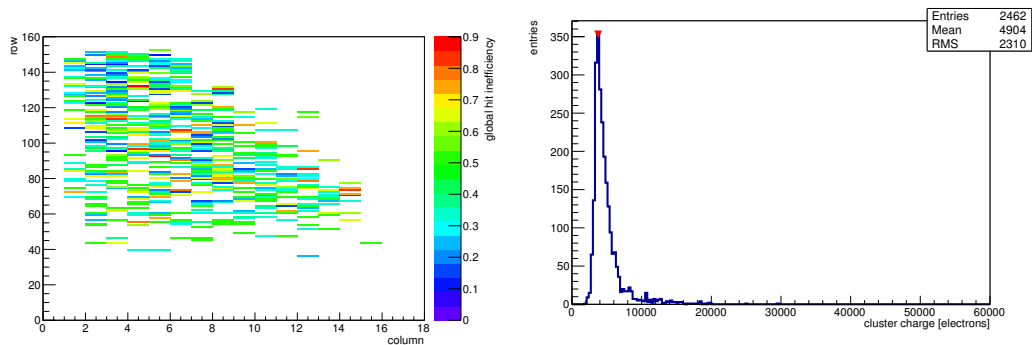 row
160
140
120
100
80
60
40
20
0
0 2 4 6 8 10 12 14 16 18
column
0.9
0.8
0.7
0.6
0.5
0.4
0.3
0.2
0.1
0
global hit inefficiency
entries
350
300
250
200
150
100
50
0
0 10000 20000 30000 40000 50000 60000
cluster charge [electrons]
Entries 2462
Mean 4904
RMS 2310